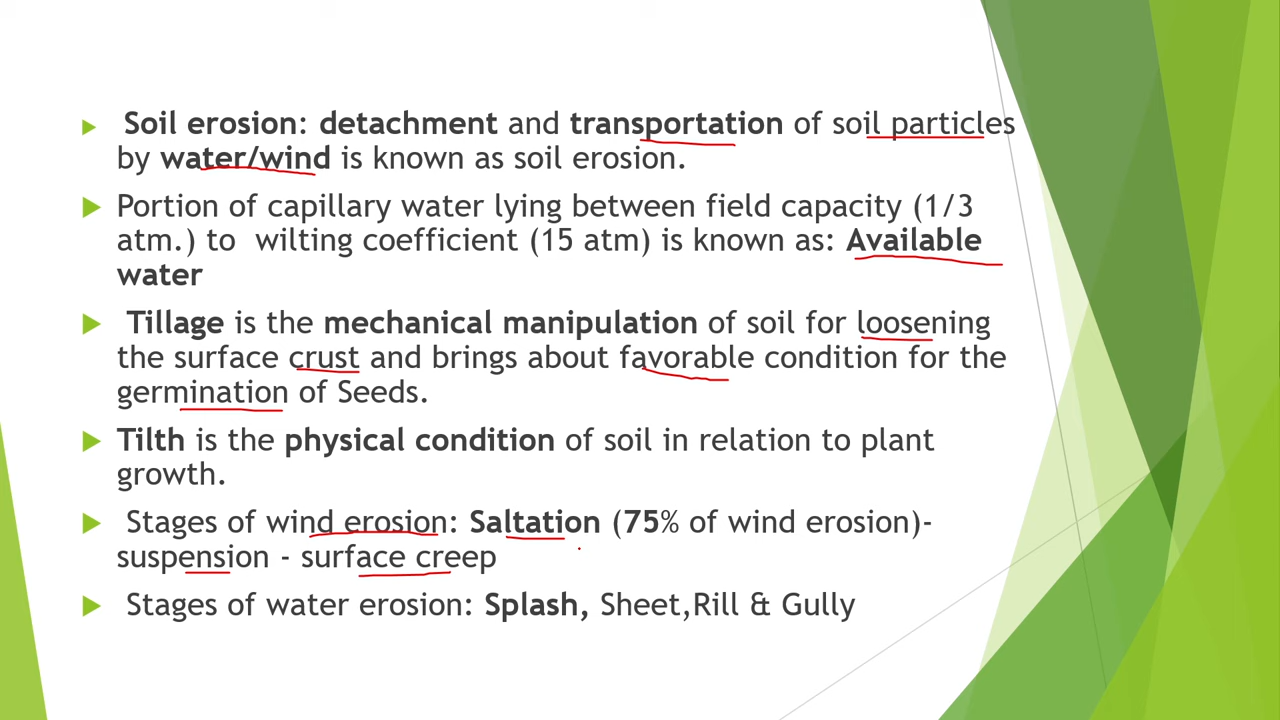 Soil erosion: detachment and transportation of soil particles
by water/wind is known as soil erosion.
Portion of capillary water lying between field capacity (1/3
atm.) to wilting coefficient (15 atm) is known as: Available
water
Tillage is the mechanical manipulation of soil for loosening
the surface crust and brings about favorable condition for the
germination of Seeds.
Tilth is the physical condition of soil in relation to plant
growth.
Stages of wind erosion: Saltation (75% of wind erosion)-
suspension - surface creep
Stages of water erosion: Splash, Sheet,Rill & Gully